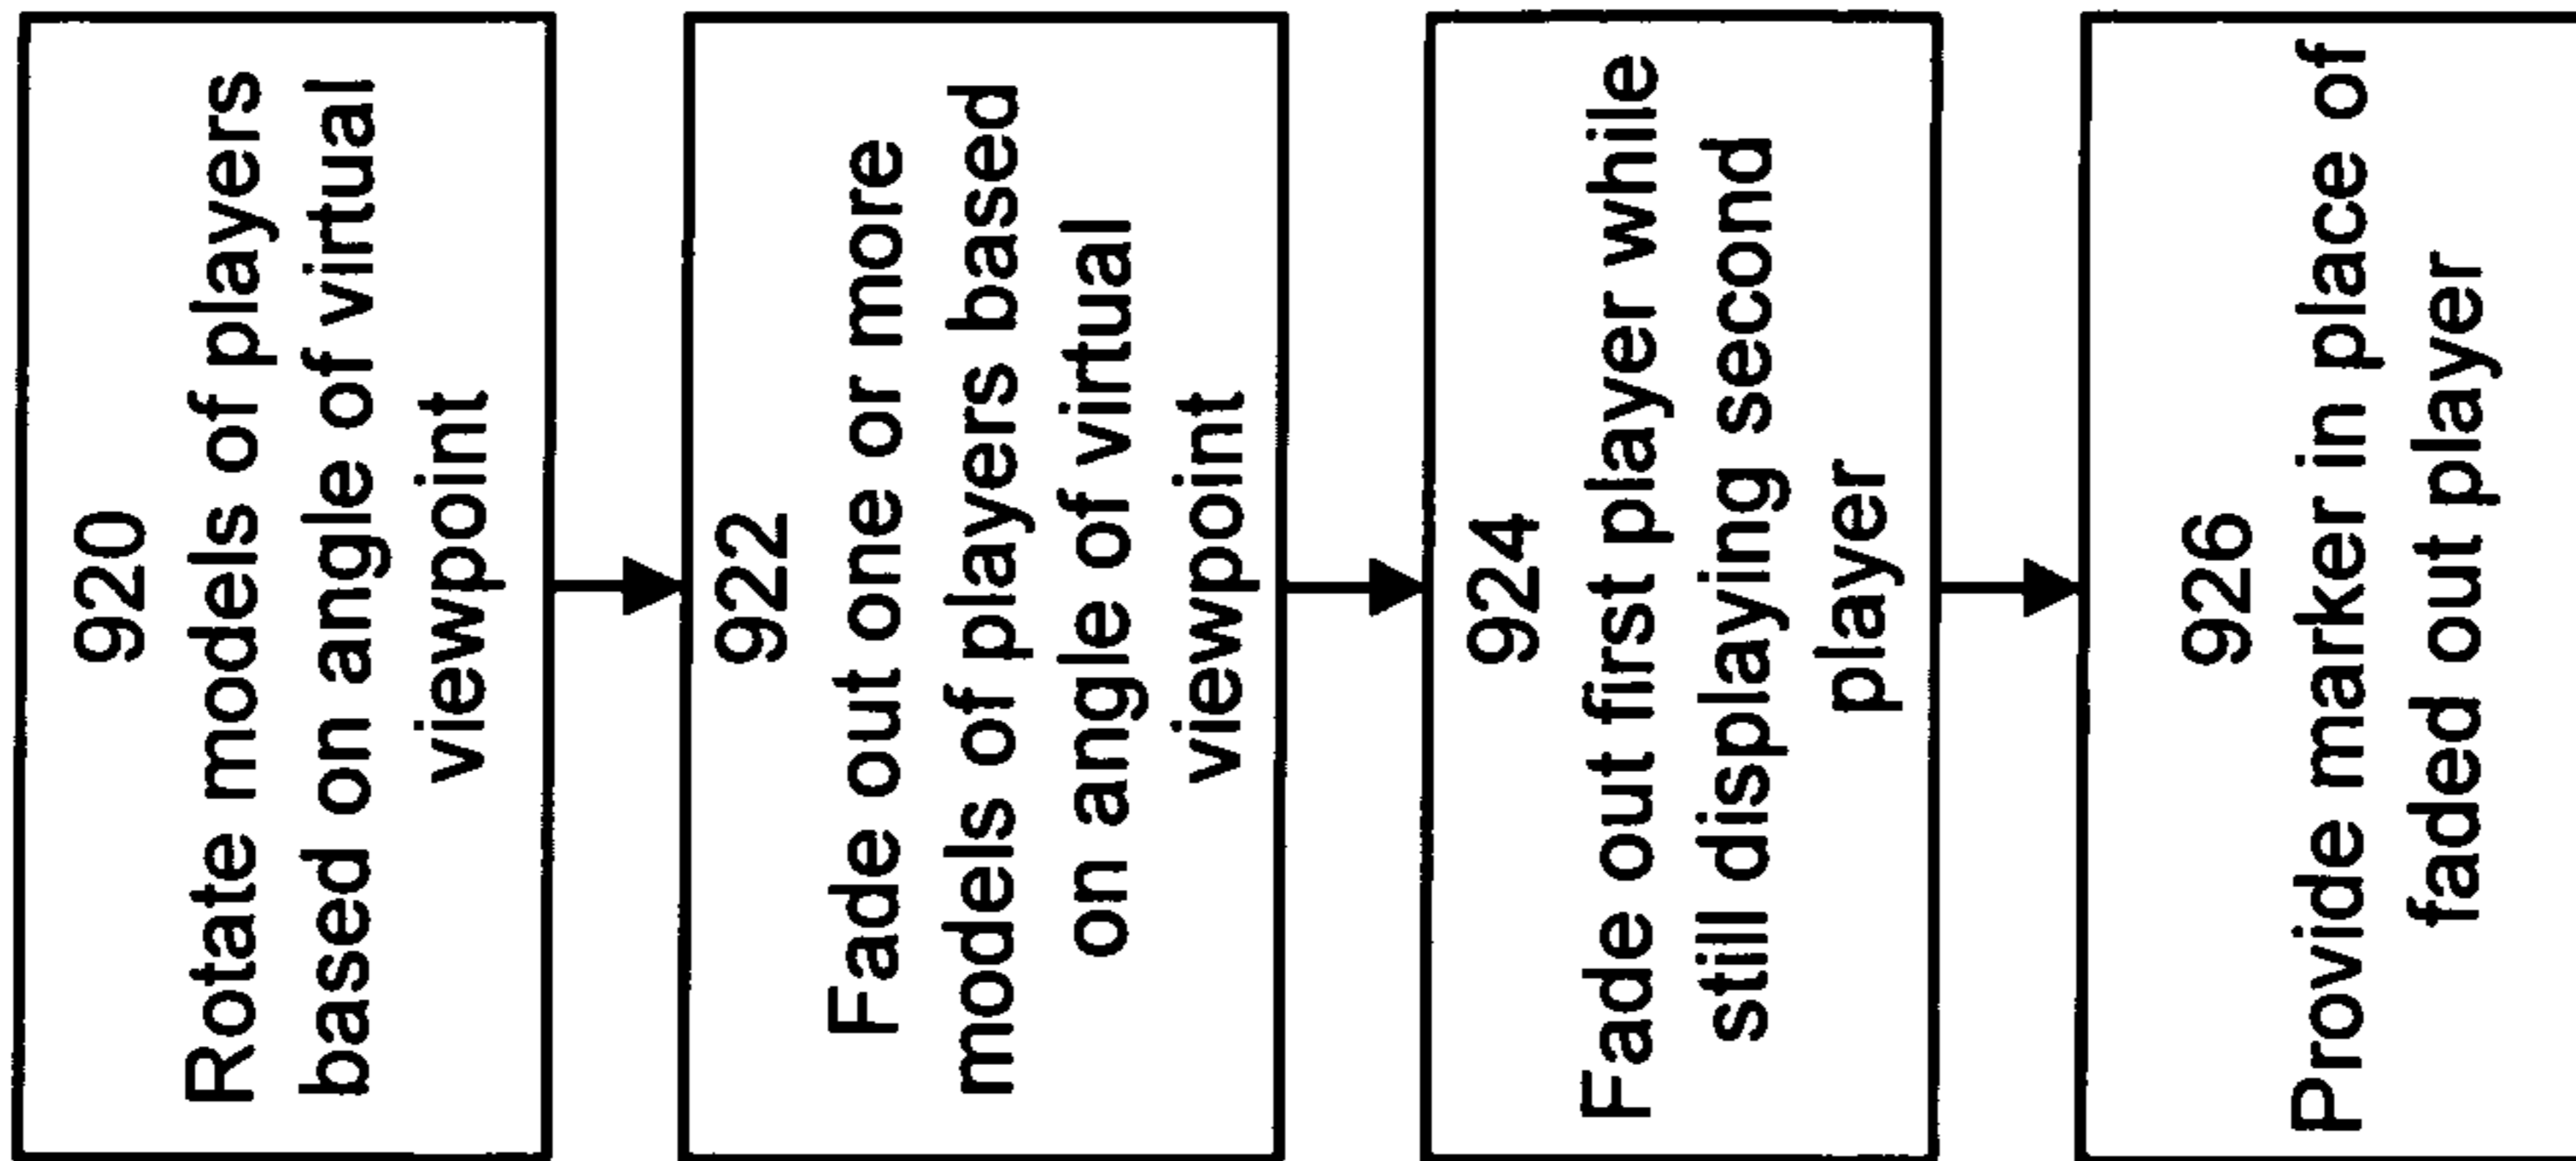 920
Rotate models of players
based on angle of virtual
viewpoint
922
Fade out one or more
models of players based
on angle of virtual
viewpoint
924
Fade out first player while
still displaying second
player
926
Provide marker in place of
faded out player